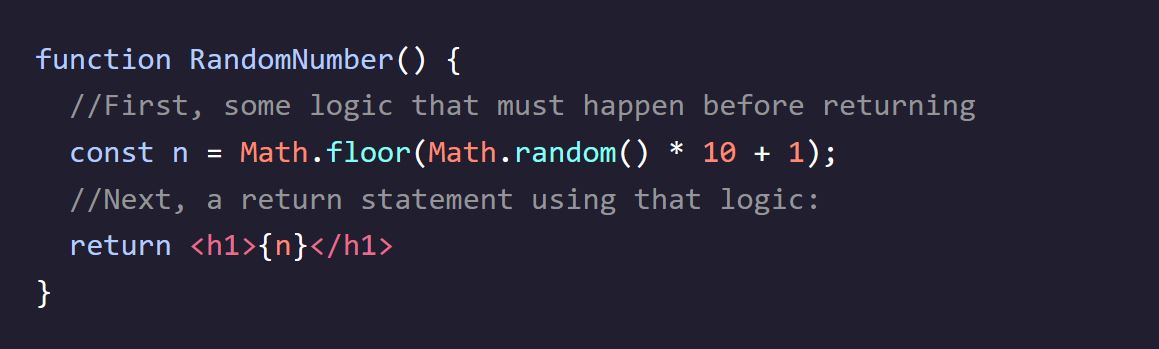 function RandomNumber() {
  //First, some logic that must happen before returning
  const n = Math.floor(Math.random() * 10 + 1);
  //Next, a return statement using that logic:
  return <h1>{n}</h1>
}